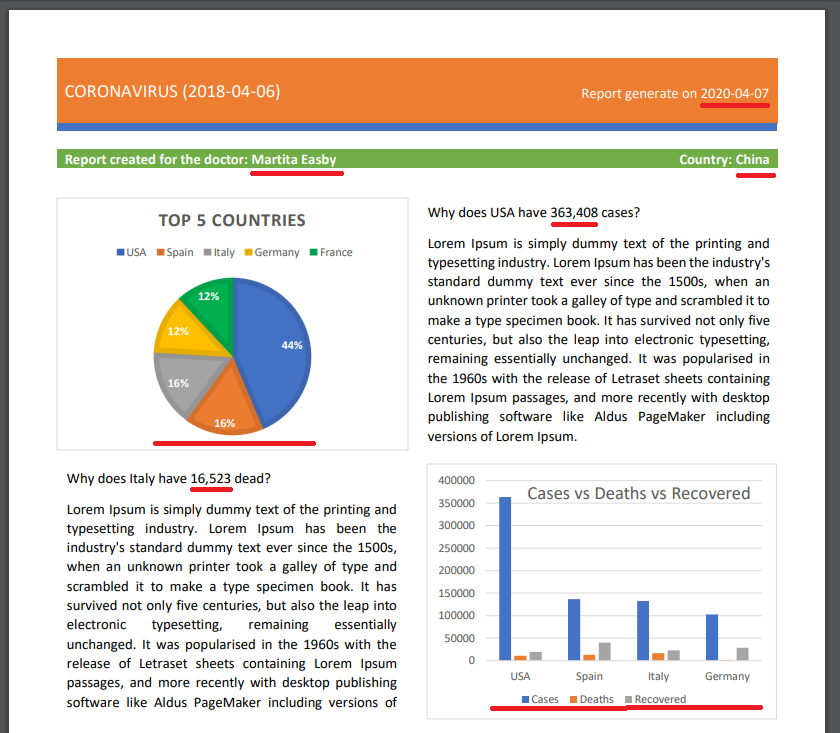 CORONAVIRUS (2018-04-06)
Report generate on 2020-04-07
Report created for the doctor: Martita Easby
Country: China
TOP 5 COUNTRIES
USA Spain Italy Germany France
12%
44%
12%
16%
16%
Why does USA have 363,408 cases?
Lorem Ipsum is simply dummy text of the printing and
typesetting industry. Lorem Ipsum has been the industry's
standard dummy text ever since the 1500s, when an
unknown printer took a galley of type and scrambled it to
make a type specimen book. It has survived not only five
centuries, but also the leap into electronic typesetting,
remaining essentially unchanged. It was popularised in
the 1960s with the release of Letraset sheets containing
Lorem Ipsum passages, and more recently with desktop
publishing software like Aldus PageMaker including
versions of Lorem Ipsum.
Why does Italy have 16,523 dead?
Lorem Ipsum is simply dummy text of the printing and
typesetting industry. Lorem Ipsum has been the
industry's standard dummy text ever since the 1500s,
when an unknown printer took a galley of type and
scrambled it to make a type specimen book. It has
survived not only five centuries, but also the leap into
electronic typesetting, remaining essentially
unchanged. It was popularised in the 1960s with the
release of Letraset sheets containing Lorem Ipsum
passages, and more recently with desktop publishing
software like Aldus PageMaker including versions of
Cases vs Deaths vs Recovered
400000
350000
300000
250000
200000
150000
100000
50000
0
USA Spain Italy Germany
Cases Deaths Recovered